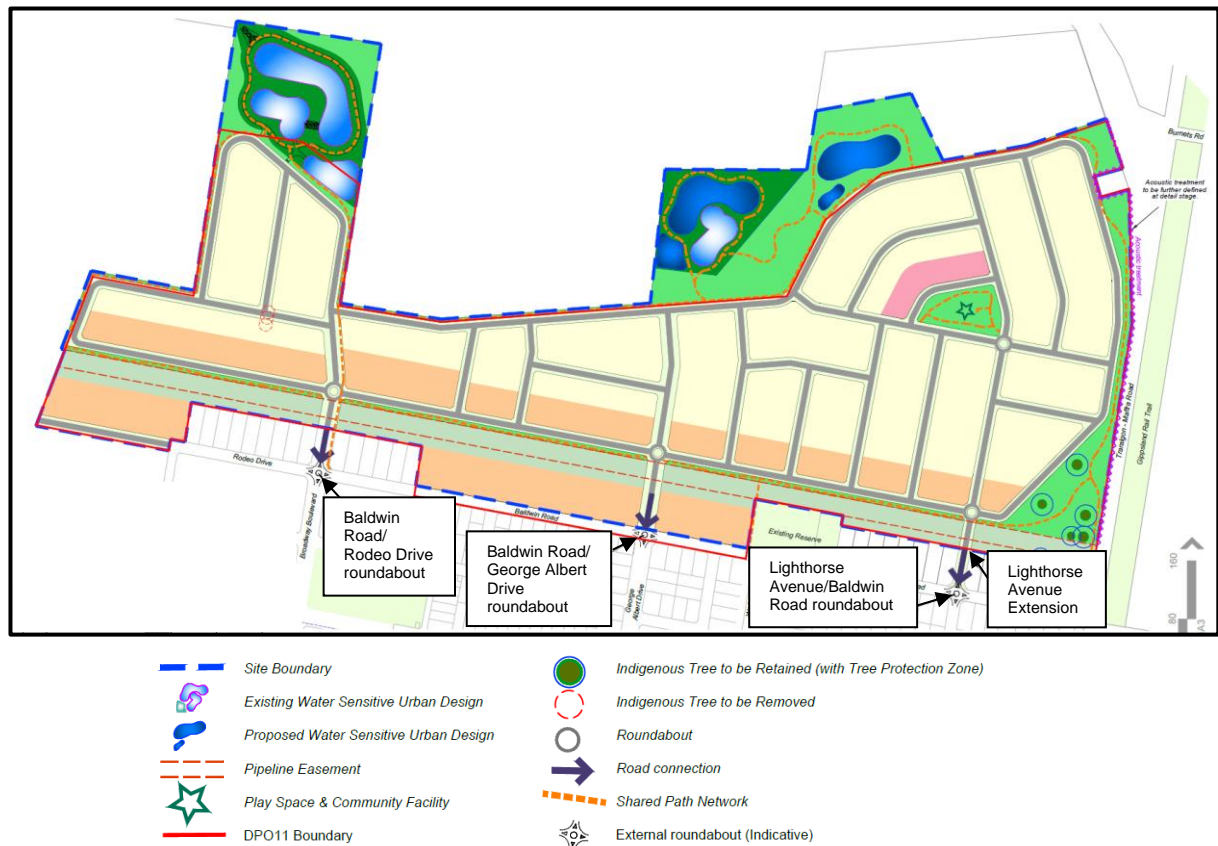 Burnets Rd
Acoustic treatment
to be further defined
at detail stage.
Acoustic treatment
Traralgon - Maffra Road
Gippsland Rail Trail
Rodeo Drive
Broadway Boulevard
Baldwin Road
George
Albert Drive
Existing Reserve
Baldwin
Road/
Rodeo Drive
roundabout
Baldwin Road/
George Albert
Drive
roundabout
Lighthorse
Avenue/Baldwin
Road roundabout
Lighthorse
Avenue
Extension
160
80
A3
Site Boundary
Existing Water Sensitive Urban Design
Proposed Water Sensitive Urban Design
Pipeline Easement
Play Space & Community Facility
DPO11 Boundary
Indigenous Tree to be Retained (with Tree Protection Zone)
Indigenous Tree to be Removed
Roundabout
Road connection
Shared Path Network
External roundabout (Indicative)